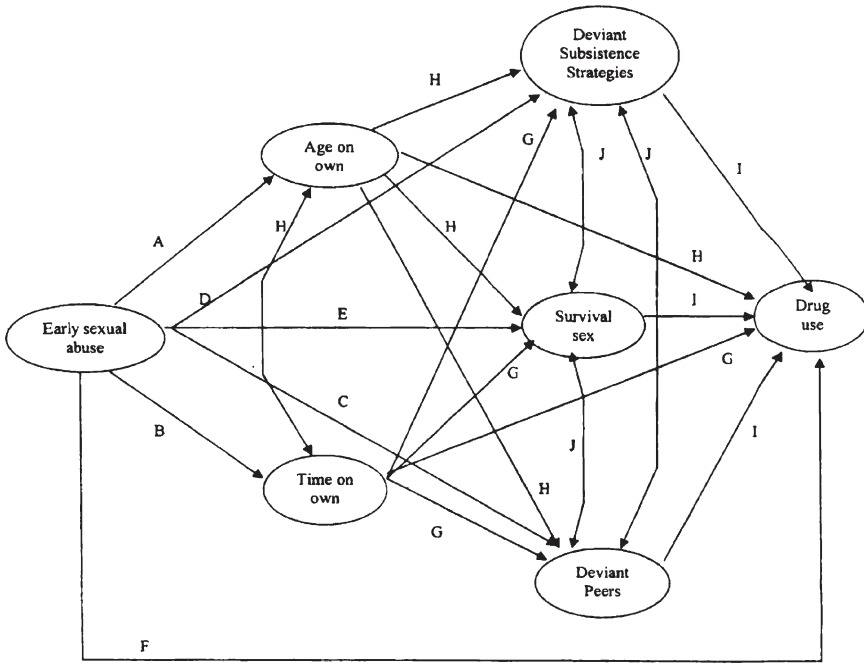 Deviant
Subsistence
Strategies
H
G
Age on
own
J
J
I
A
H
H
H
D
E
I
Early sexual
abuse
Survival
sex
Drug
use
G
G
C
B
J
I
Time on
own
H
G
Deviant
Peers
F